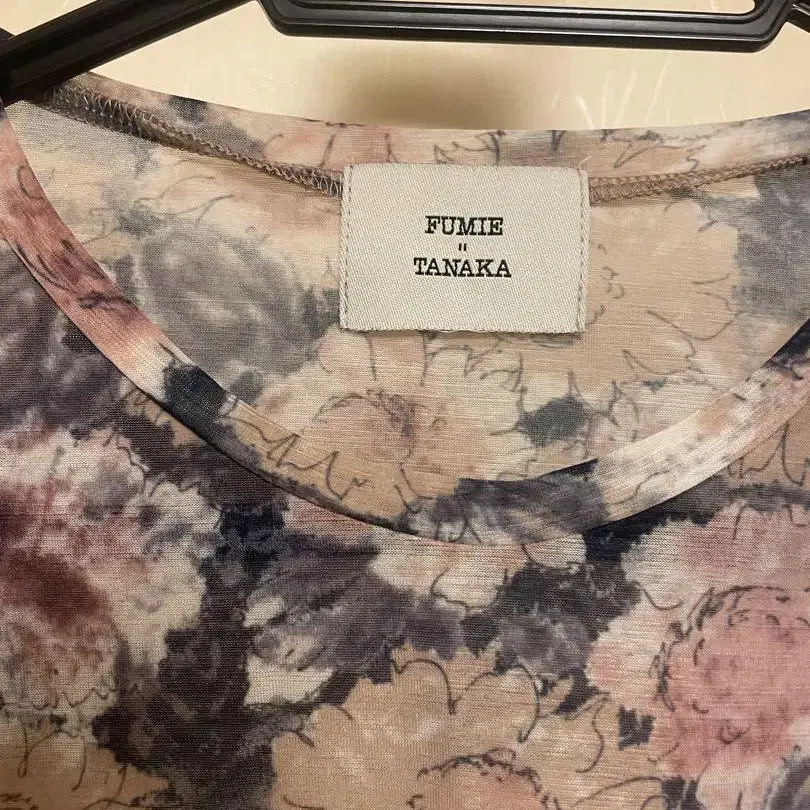 FUMIE
"
TANAKA